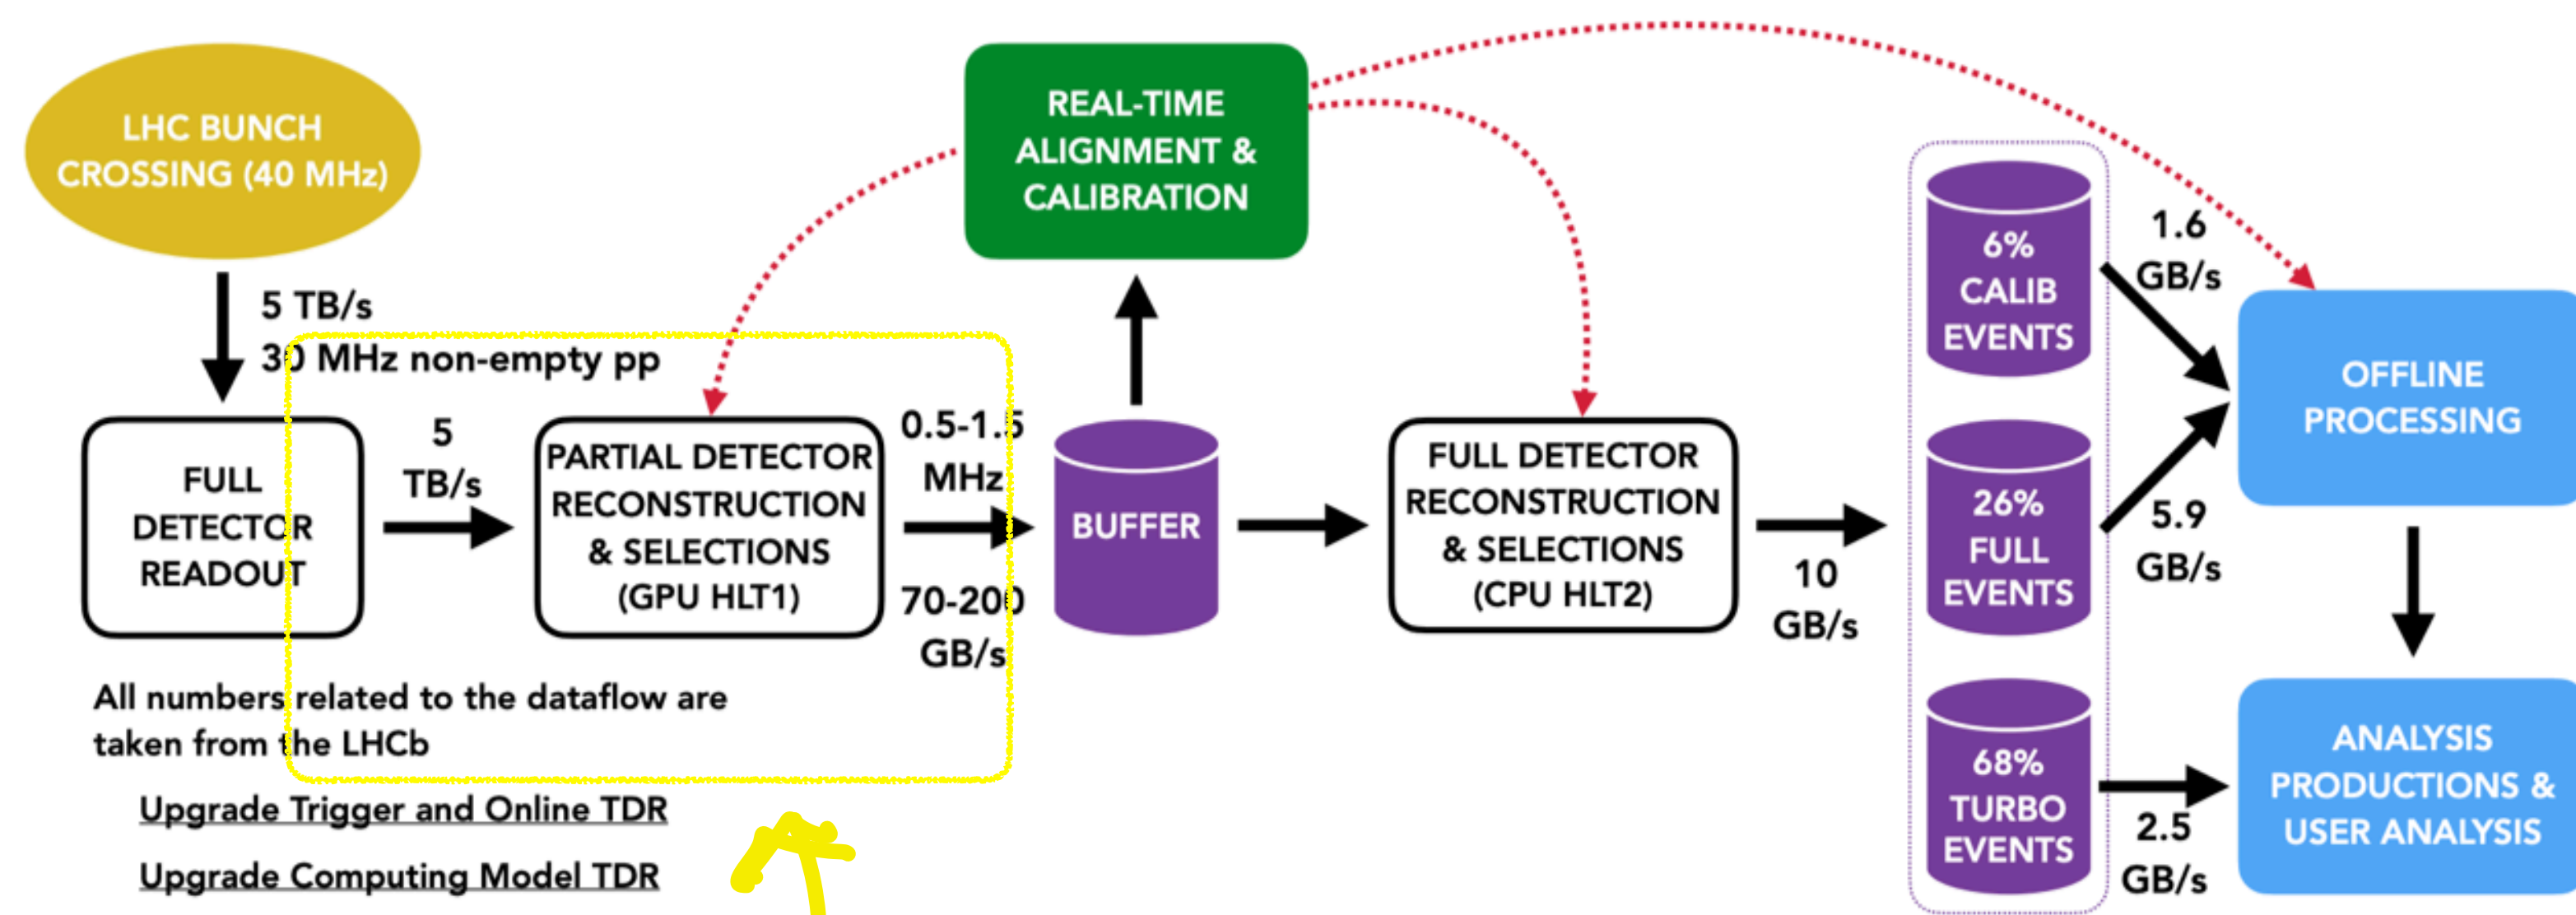 LHC BUNCH
CROSSING (40 MHz)
5 TB/s
30 MHz non-empty pp
FULL
DETECTOR
READOUT
5
TB/s
PARTIAL DETECTOR
RECONSTRUCTION
& SELECTIONS
(GPU HLT1)
0.5-1.5
MHz
70-200
GB/s
REAL-TIME
ALIGNMENT &
CALIBRATION
BUFFER
FULL DETECTOR
RECONSTRUCTION
& SELECTIONS
(CPU HLT2)
10
GB/s
6%
CALIB
EVENTS
26%
FULL
EVENTS
68%
TURBO
EVENTS
1.6
GB/s
5.9
GB/s
2.5
GB/s
OFFLINE
PROCESSING
ANALYSIS
PRODUCTIONS &
USER ANALYSIS
All numbers related to the dataflow are
taken from the LHCb
Upgrade Trigger and Online TDR
Upgrade Computing Model TDR